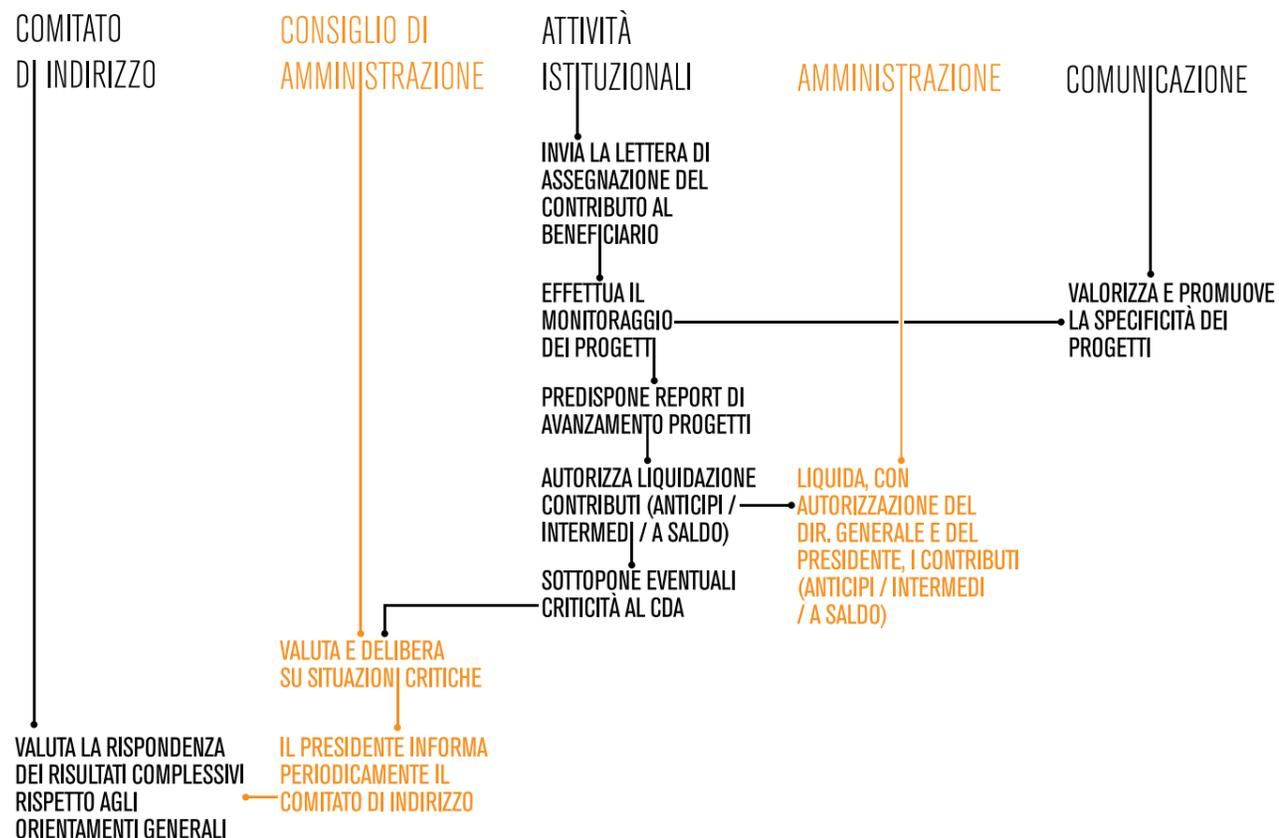 COMITATO
DI INDIRIZZO
CONSIGLIO DI
AMMINISTRAZIONE
ATTIVITÀ
ISTITUZIONALI
AMMINISTRAZIONE
COMUNICAZIONE
INVIA LA LETTERA DI
ASSEGNAZIONE DEL
CONTRIBUTO AL
BENEFICIARIO
EFFETTUA IL
MONITORAGGIO
DEI PROGETTI
VALORIZZA E PROMUOVE
LA SPECIFICITÀ DEI
PROGETTI
PREDISPONE REPORT DI
AVANZAMENTO PROGETTI
AUTORIZZA LIQUIDAZIONE
CONTRIBUTI (ANTICIPI /
INTERMEDI / A SALDO)
LIQUIDA, CON
AUTORIZZAZIONE DEL
DIR. GENERALE E DEL
PRESIDENTE, I CONTRIBUTI
(ANTICIPI / INTERMEDI
/ A SALDO)
SOTTOPONE EVENTUALI
CRITICITÀ AL CDA
VALUTA E DELIBERA
SU SITUAZIONI CRITICHE
IL PRESIDENTE INFORMA
PERIODICAMENTE IL
COMITATO DI INDIRIZZO
VALUTA LA RISPONDENZA
DEI RISULTATI COMPLESSIVI
RISPETTO AGLI
ORIENTAMENTI GENERALI